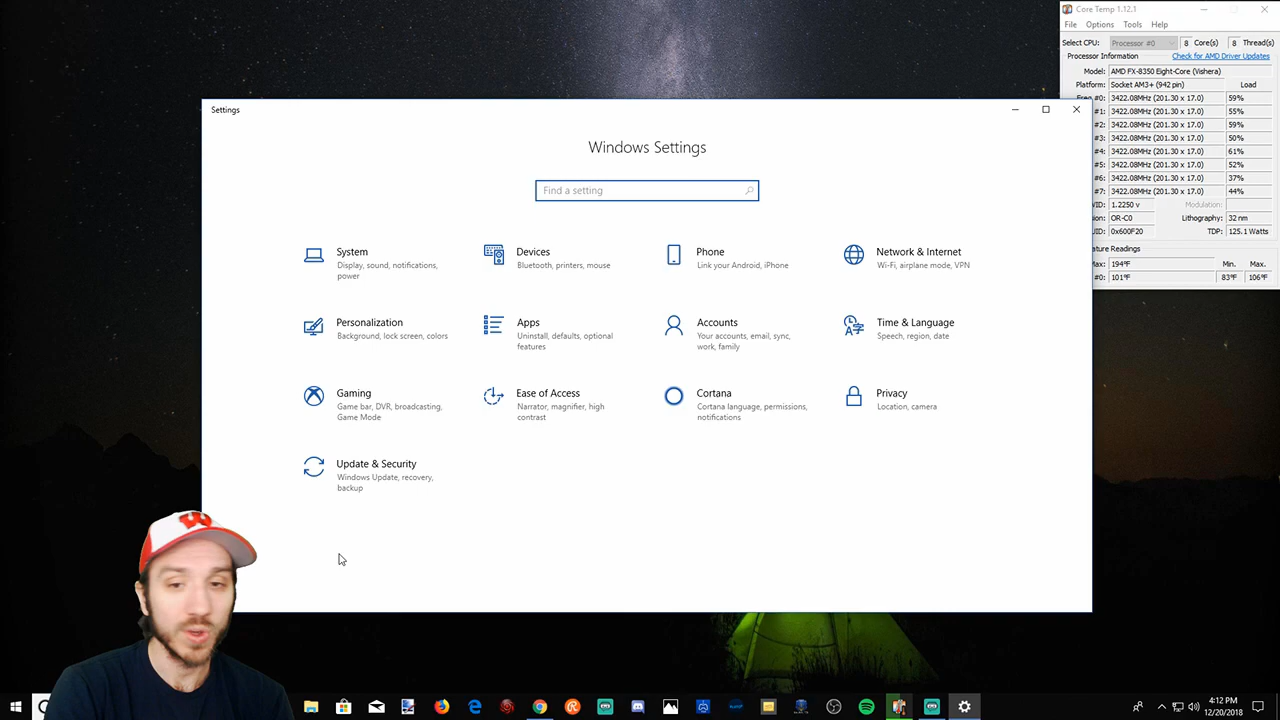 Core Temp 1.12.1
File Options Tools Help
Select CPU: Processor #0 8 Core(s) 8 Thread(s)
Processor Information Check for AMD Driver Updates
Model: AMD FX-8350 Eight-Core (Vishera)
Platform: Socket AM3+ (942 pin) Load
#0: 3422.08MHz (201.30 x 17.0) 59%
#1: 3422.08MHz (201.30 x 17.0) 55%
#2: 3422.08MHz (201.30 x 17.0) 59%
#3: 3422.08MHz (201.30 x 17.0) 50%
#4: 3422.08MHz (201.30 x 17.0) 61%
#5: 3422.08MHz (201.30 x 17.0) 52%
#6: 3422.08MHz (201.30 x 17.0) 37%
#7: 3422.08MHz (201.30 x 17.0) 44%
VID: 1.2250 v Modulation:
OR-C0 Lithography: 32 nm
0x600F20 TDP: 125.1 Watts
Readings
Max: 194°F Min. Max.
#0: 101°F 83°F 106°F
Settings
Windows Settings
Find a setting
System
Display, sound, notifications,
power
Devices
Bluetooth, printers, mouse
Phone
Link your Android, iPhone
Network & Internet
Wi-Fi, airplane mode, VPN
Personalization
Background, lock screen, colors
Apps
Uninstall, defaults, optional
features
Accounts
Your accounts, email, sync,
work, family
Time & Language
Speech, region, date
Gaming
Game bar, DVR, broadcasting,
Game Mode
Ease of Access
Narrator, magnifier, high
contrast
Cortana
Cortana language, permissions,
notifications
Privacy
Location, camera
Update & Security
Windows Update, recovery,
backup
W
4:12 PM
12/20/2018